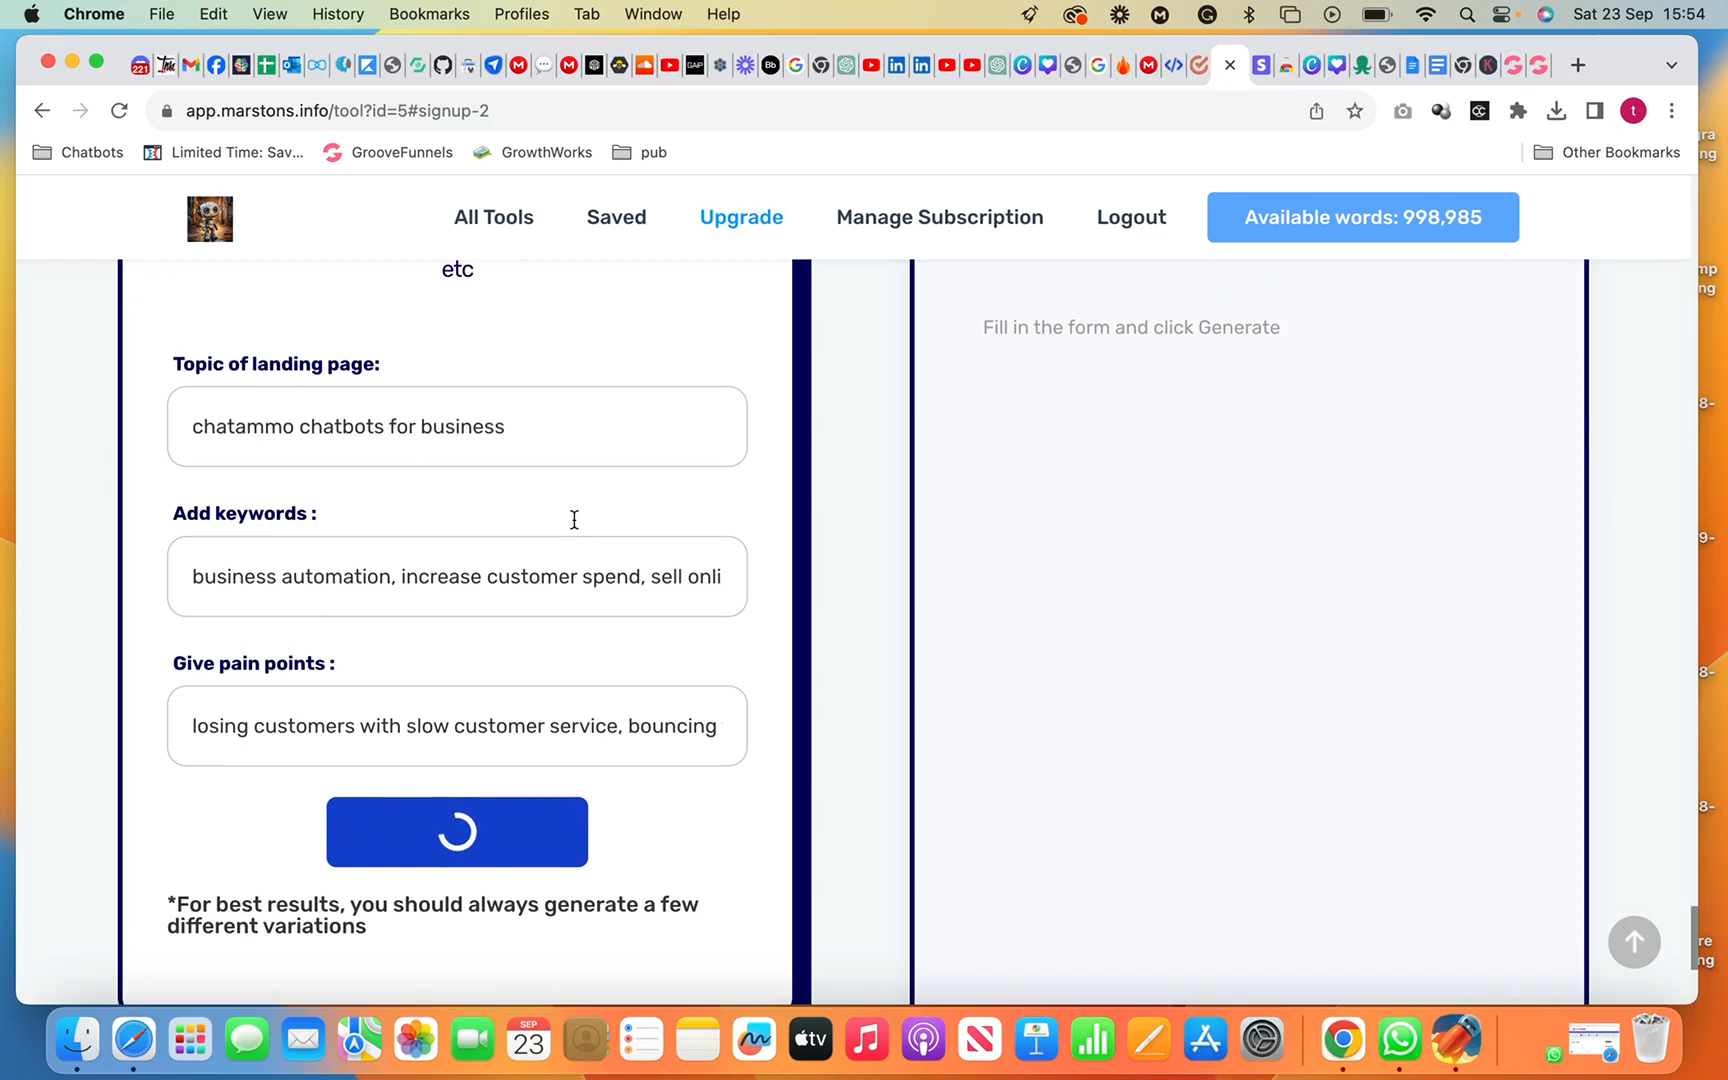 Chrome File Edit View History Bookmarks Profiles Tab Window Help Sat 23 Sep 15:54
221
app.marstons.info/tool?id=5#signup-2
t
Chatbots Limited Time: Sav... GrooveFunnels GrowthWorks pub Other Bookmarks
All Tools Saved Upgrade Manage Subscription Logout Available words: 998,985
etc
Fill in the form and click Generate
Topic of landing page:
chatammo chatbots for business
Add keywords :
business automation, increase customer spend, sell onli
Give pain points :
losing customers with slow customer service, bouncing
*For best results, you should always generate a few
different variations
SEP
23
tv